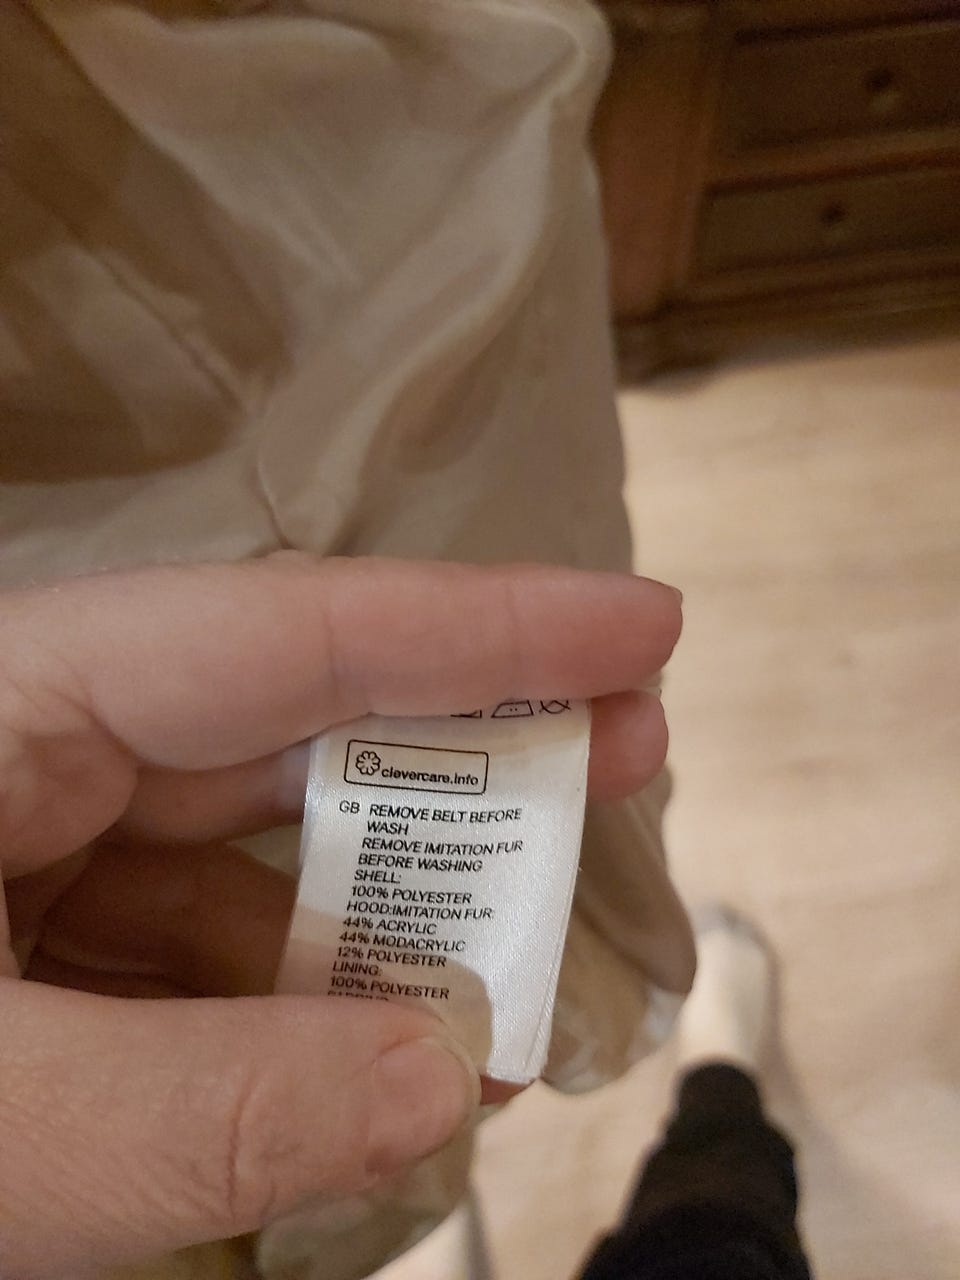 clevercare.info
GB REMOVE BELT BEFORE
WASH
REMOVE IMITATION FUR
BEFORE WASHING
SHELL:
100% POLYESTER
HOOD:IMITATION FUR:
44% ACRYLIC
44% MODACRYLIC
12% POLYESTER
LINING:
100% POLYESTER